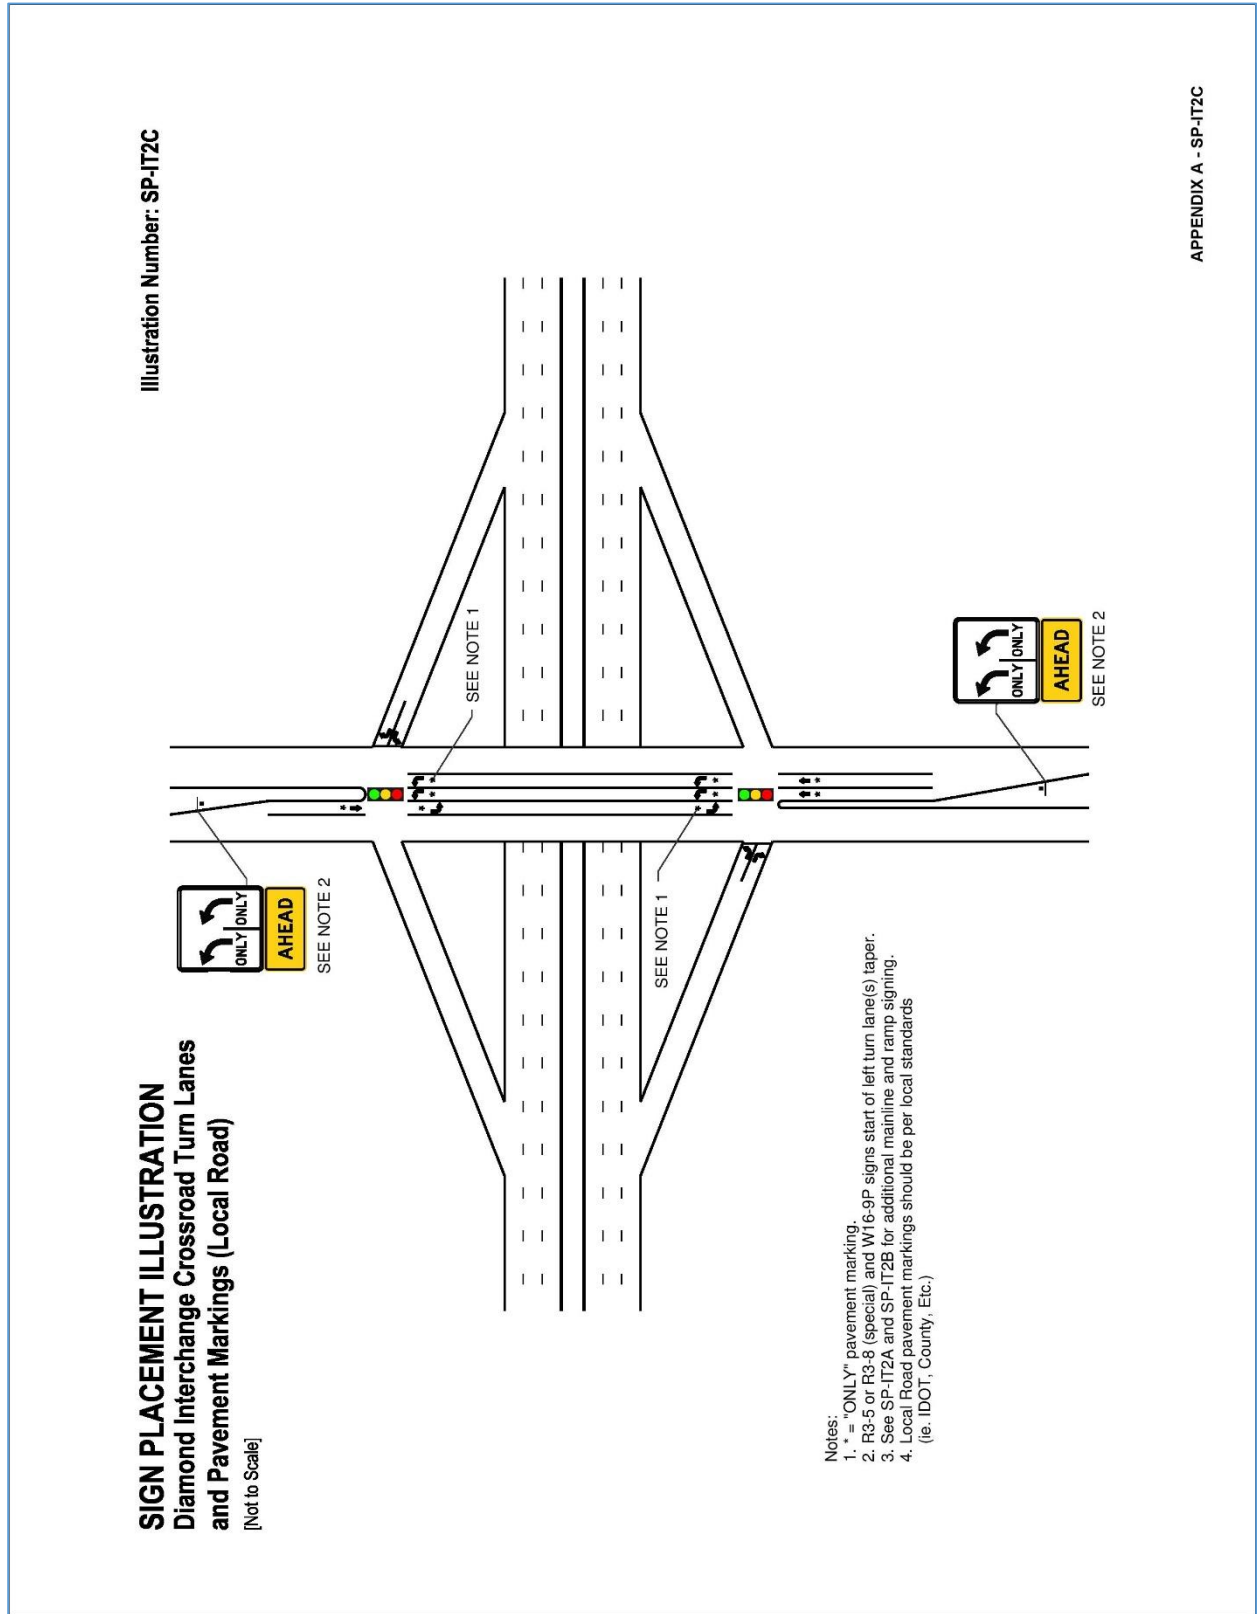 Illustration Number: SP-IT2C
SIGN PLACEMENT ILLUSTRATION
Diamond Interchange Crossroad Turn Lanes
and Pavement Markings (Local Road)
[Not to Scale]
ONLY ONLY
AHEAD
SEE NOTE 2
SEE NOTE 1
SEE NOTE 1
ONLY ONLY
AHEAD
SEE NOTE 2
Notes:
1. * = "ONLY" pavement marking.
2. R3-5 or R3-8 (special) and W16-9P signs start of left turn lane(s) taper.
3. See SP-IT2A and SP-IT2B for additional mainline and ramp signing.
4. Local Road pavement markings should be per local standards
(ie. IDOT, County, Etc.)
APPENDIX A - SP-IT2C